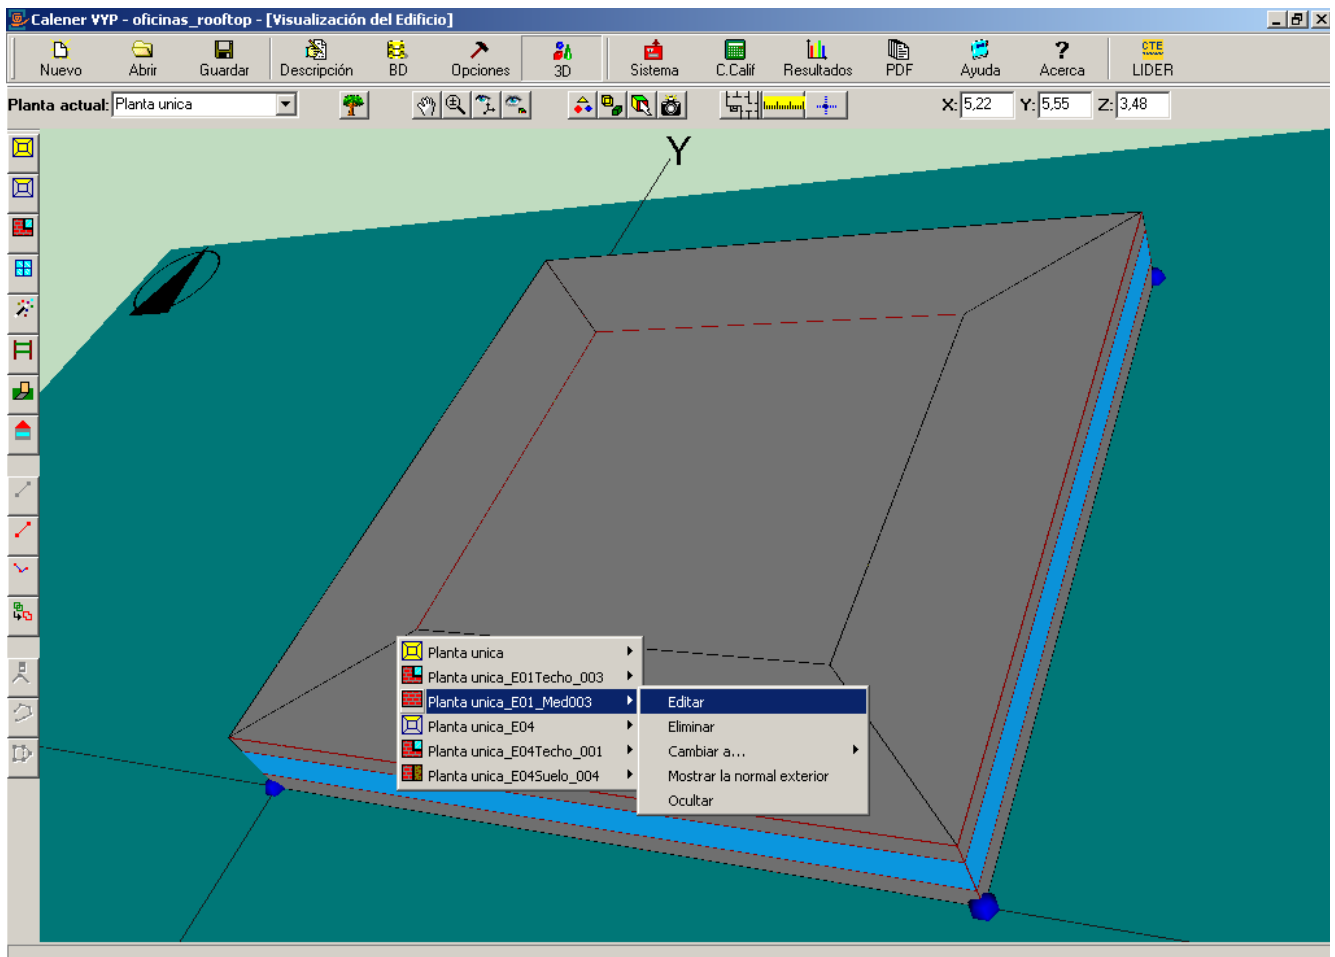 Calener VYP - oficinas_rooftop - [Visualización del Edificio]
Nuevo Abrir Guardar Descripción BD Opciones 3D Sistema C.Calif Resultados PDF Ayuda Acerca CTE LIDER
Planta actual: Planta unica X: 5,22 Y: 5,55 Z: 3,48
Y
Planta unica
Planta unica_E01Techo_003
Planta unica_E01_Med003
Planta unica_E04
Planta unica_E04Techo_001
Planta unica_E04Suelo_004
Editar
Eliminar
Cambiar a...
Mostrar la normal exterior
Ocultar